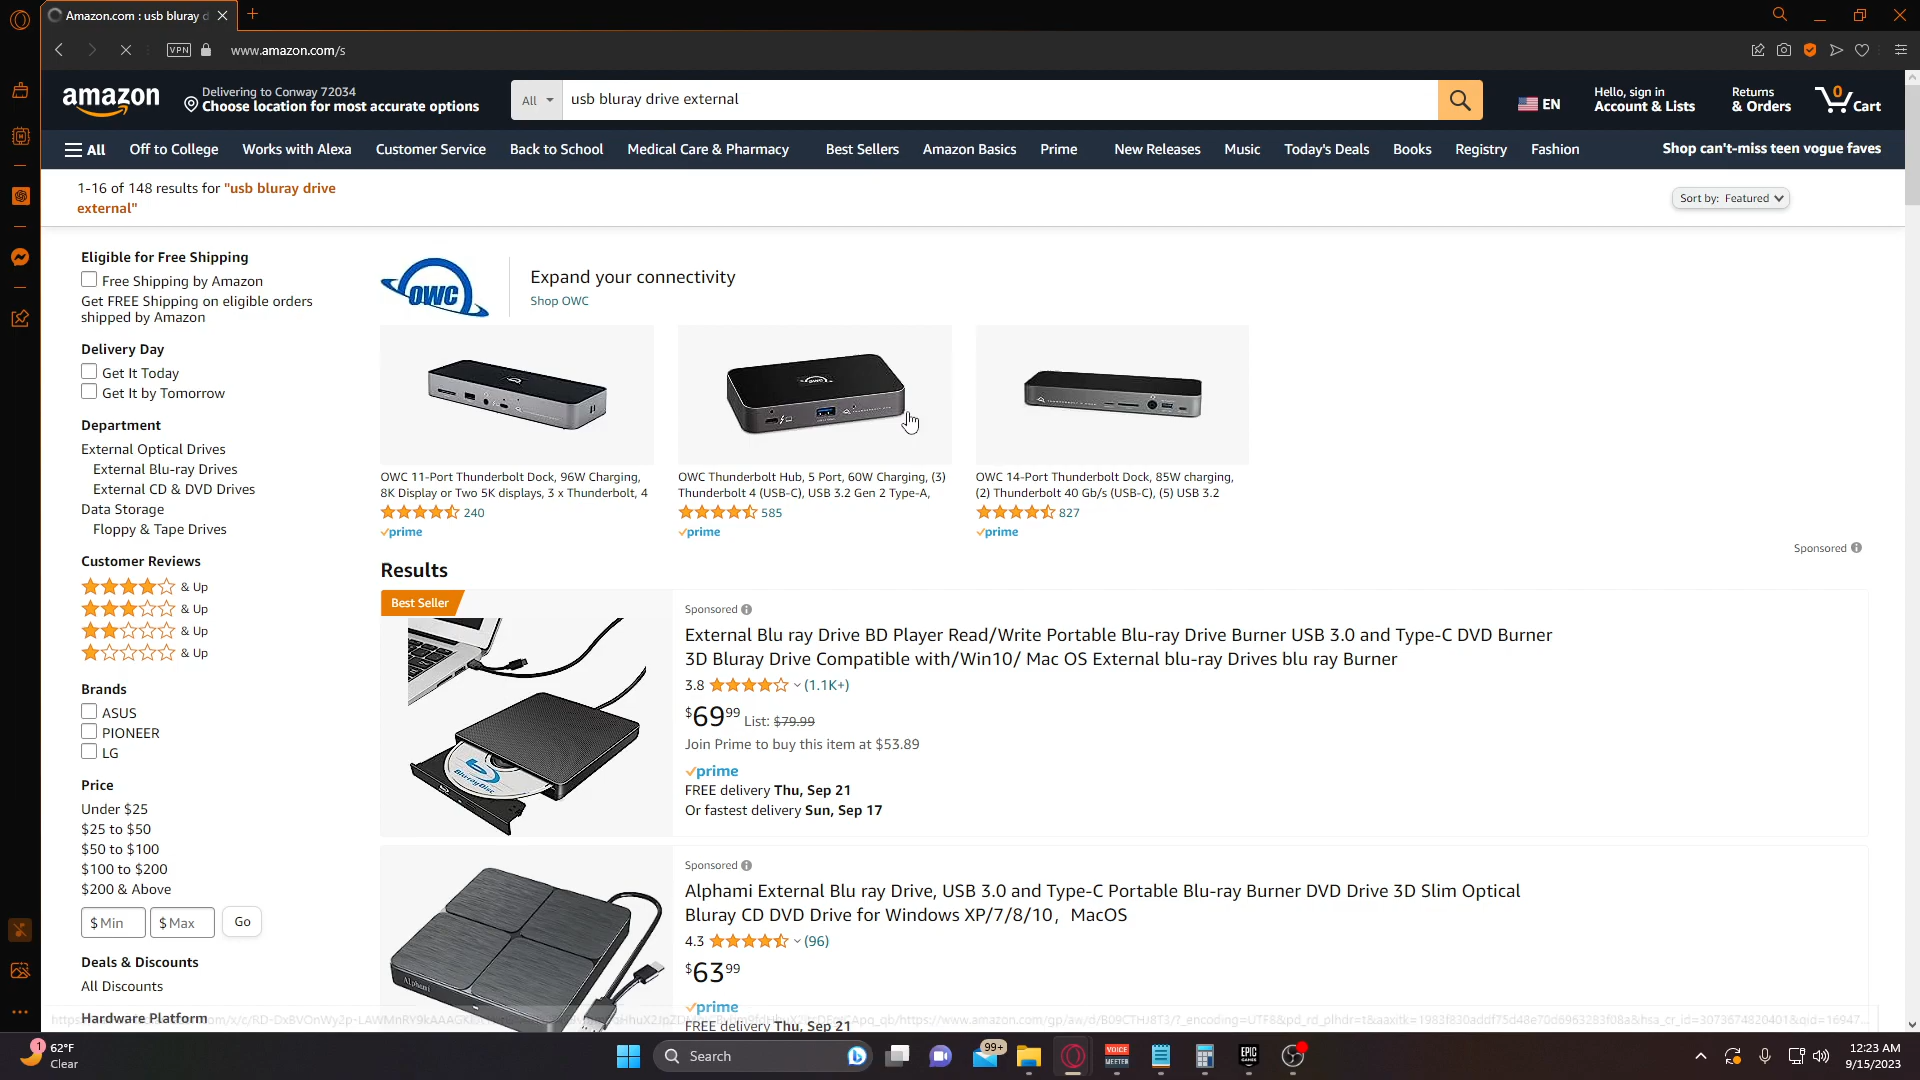 Amazon.com : usb bluray d
VPN
www.amazon.com/s
amazon
Delivering to Conway 72034
Choose location for most accurate options
All
usb bluray drive external
EN
Hello, sign in
Account & Lists
Returns
& Orders
0
Cart
All
Off to College
Works with Alexa
Customer Service
Back to School
Medical Care & Pharmacy
Best Sellers
Amazon Basics
Prime
New Releases
Music
Today's Deals
Books
Registry
Fashion
Shop can't-miss teen vogue faves
1-16 of 148 results for "usb bluray drive
external"
Sort by: Featured
Eligible for Free Shipping
Free Shipping by Amazon
Get FREE Shipping on eligible orders
shipped by Amazon
Delivery Day
Get It Today
Get It by Tomorrow
Department
External Optical Drives
External Blu-ray Drives
External CD & DVD Drives
Data Storage
Floppy & Tape Drives
Customer Reviews
& Up
& Up
& Up
& Up
Brands
ASUS
PIONEER
LG
Price
Under $25
$25 to $50
$50 to $100
$100 to $200
$200 & Above
$ Min
$ Max
Go
Deals & Discounts
All Discounts
Hardware Platform
OWC
Expand your connectivity
Shop OWC
OWC 11-Port Thunderbolt Dock, 96W Charging,
8K Display or Two 5K displays, 3 x Thunderbolt, 4
240
prime
OWC Thunderbolt Hub, 5 Port, 60W Charging, (3)
Thunderbolt 4 (USB-C), USB 3.2 Gen 2 Type-A,
585
prime
OWC 14-Port Thunderbolt Dock, 85W charging,
(2) Thunderbolt 40 Gb/s (USB-C), (5) USB 3.2
827
prime
Sponsored
Results
Best Seller
Sponsored
External Blu ray Drive BD Player Read/Write Portable Blu-ray Drive Burner USB 3.0 and Type-C DVD Burner
3D Bluray Drive Compatible with/Win10/ Mac OS External blu-ray Drives blu ray Burner
3.8 (1.1K+)
$69 99 List: $79.99
Join Prime to buy this item at $53.89
prime
FREE delivery Thu, Sep 21
Or fastest delivery Sun, Sep 17
Sponsored
Alphami External Blu ray Drive, USB 3.0 and Type-C Portable Blu-ray Burner DVD Drive 3D Slim Optical
Bluray CD DVD Drive for Windows XP/7/8/10，MacOS
4.3 (96)
$63 99
prime
FREE delivery Thu, Sep 21
Alphami
1
62°F
Clear
Search
99+
VOICE
MEETER
EPIC
GAMES
12:23 AM
9/15/2023